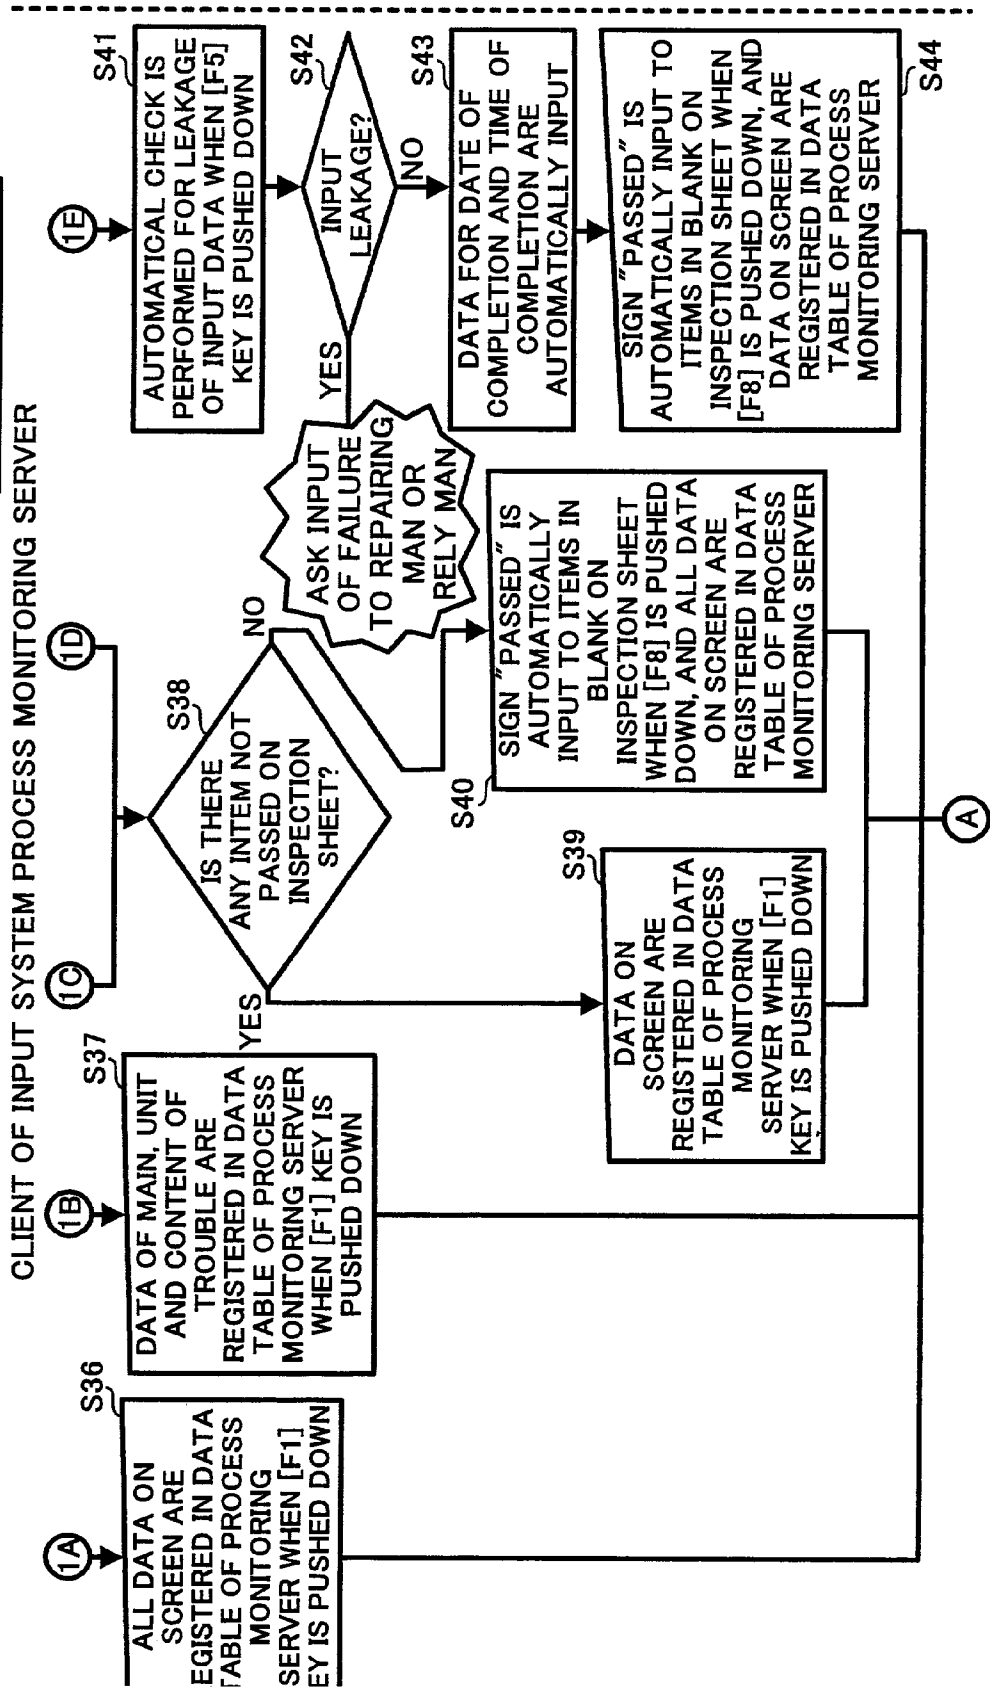 CLIENT OF INPUT SYSTEM PROCESS MONITORING SERVER
1A
S36
ALL DATA ON
SCREEN ARE
EGISTERED IN DATA
TABLE OF PROCESS
MONITORING
SERVER WHEN [F1]
EY IS PUSHED DOWN
1B
S37
DATA OF MAIN, UNIT
AND CONTENT OF
TROUBLE ARE
REGISTERED IN DATA
TABLE OF PROCESS
MONITORING SERVER
WHEN [F1] KEY IS
PUSHED DOWN
1C
1D
S38
IS THERE
ANY INTEM NOT
PASSED ON
INSPECTION
SHEET?
YES
NO
S39
DATA ON
SCREEN ARE
REGISTERED IN DATA
TABLE OF PROCESS
MONITORING
SERVER WHEN [F1]
KEY IS PUSHED DOWN
S40
SIGN "PASSED" IS
AUTOMATICALLY
INPUT TO ITEMS IN
BLANK ON
INSPECTION SHEET
WHEN [F8] IS PUSHED
DOWN, AND ALL DATA
ON SCREEN ARE
REGISTERED IN DATA
TABLE OF PROCESS
MONITORING SERVER
1E
S41
AUTOMATICAL CHECK IS
PERFORMED FOR LEAKAGE
OF INPUT DATA WHEN [F5]
KEY IS PUSHED DOWN
S42
INPUT
LEAKAGE?
YES
NO
ASK INPUT
OF FAILURE
TO REPAIRING
MAN OR
RELY MAN
S43
DATA FOR DATE OF
COMPLETION AND TIME OF
COMPLETION ARE
AUTOMATICALLY INPUT
S44
SIGN "PASSED" IS
AUTOMATICALLY INPUT TO
ITEMS IN BLANK ON
INSPECTION SHEET WHEN
[F8] IS PUSHED DOWN, AND
DATA ON SCREEN ARE
REGISTERED IN DATA
TABLE OF PROCESS
MONITORING SERVER
A